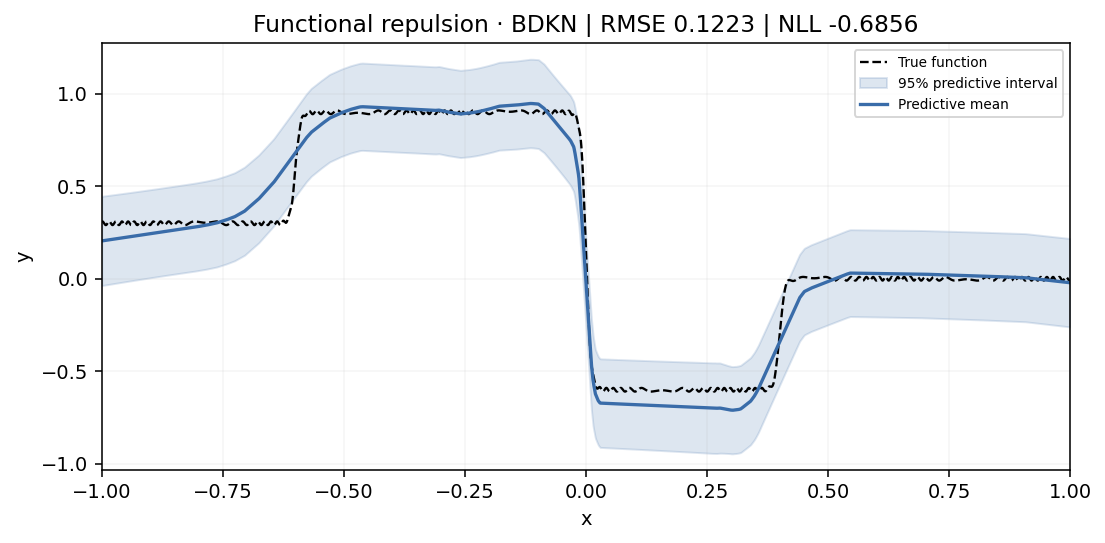 Functional repulsion · BDKN | RMSE 0.1223 | NLL -0.6856
True function
95% predictive interval
Predictive mean
1.0
0.5
0.0
−0.5
−1.0
y
−1.00 −0.75 −0.50 −0.25 0.00 0.25 0.50 0.75 1.00
x